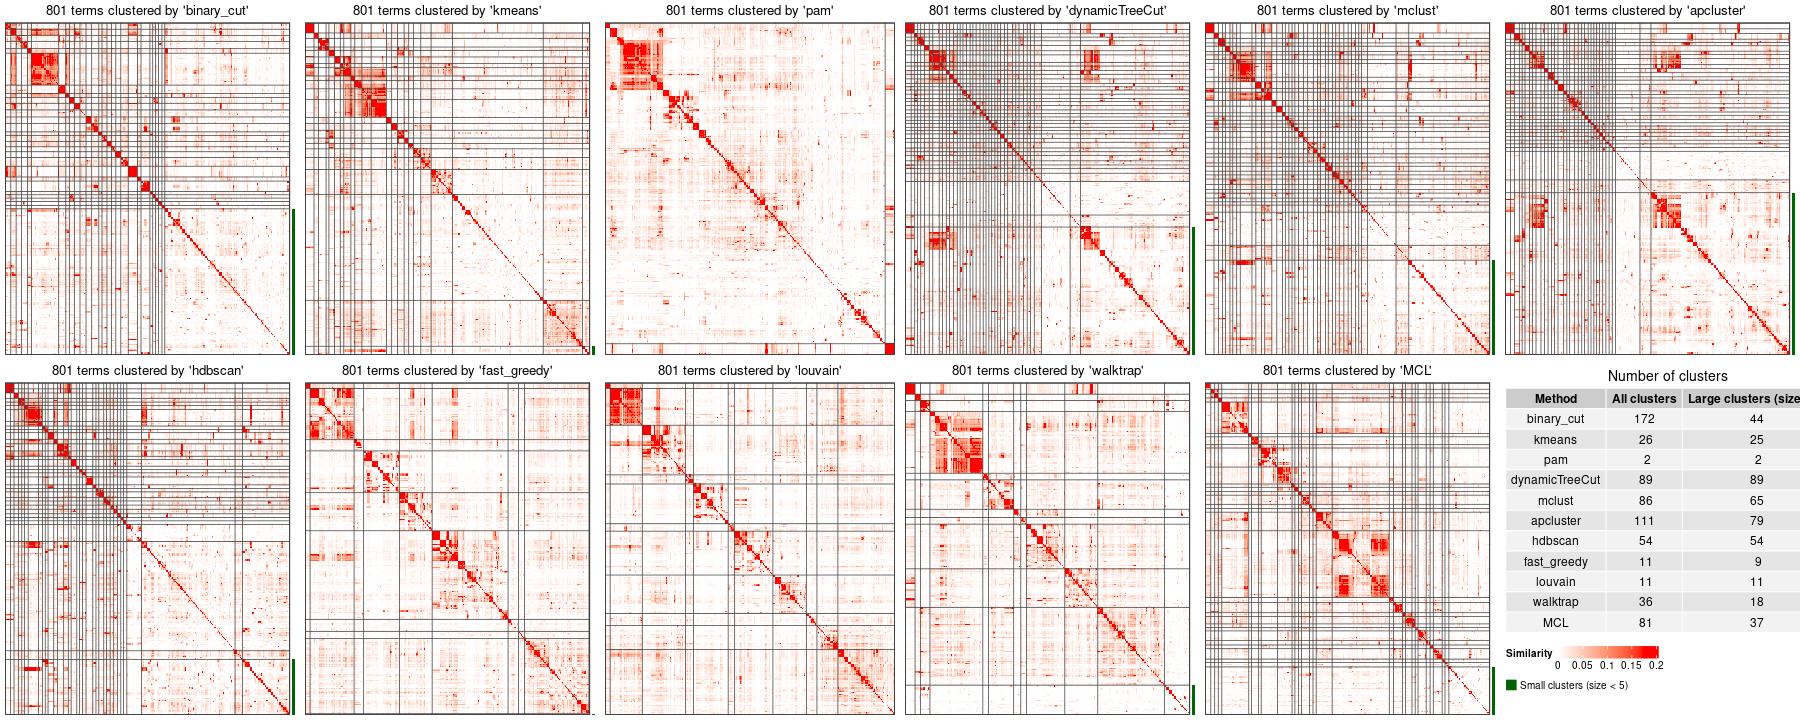 801 terms clustered by 'binary_cut'
801 terms clustered by 'kmeans'
801 terms clustered by 'pam'
801 terms clustered by 'dynamicTreeCut'
801 terms clustered by 'mclust'
801 terms clustered by 'apcluster'
801 terms clustered by 'hdbscan'
801 terms clustered by 'fast_greedy'
801 terms clustered by 'louvain'
801 terms clustered by 'walktrap'
801 terms clustered by 'MCL'
Number of clusters
Method All clusters Large clusters (size
binary_cut 172 44
kmeans 26 25
pam 2 2
dynamicTreeCut 89 89
mclust 86 65
apcluster 111 79
hdbscan 54 54
fast_greedy 11 9
louvain 11 11
walktrap 36 18
MCL 81 37
Similarity
0 0.05 0.1 0.15 0.2
Small clusters (size < 5)